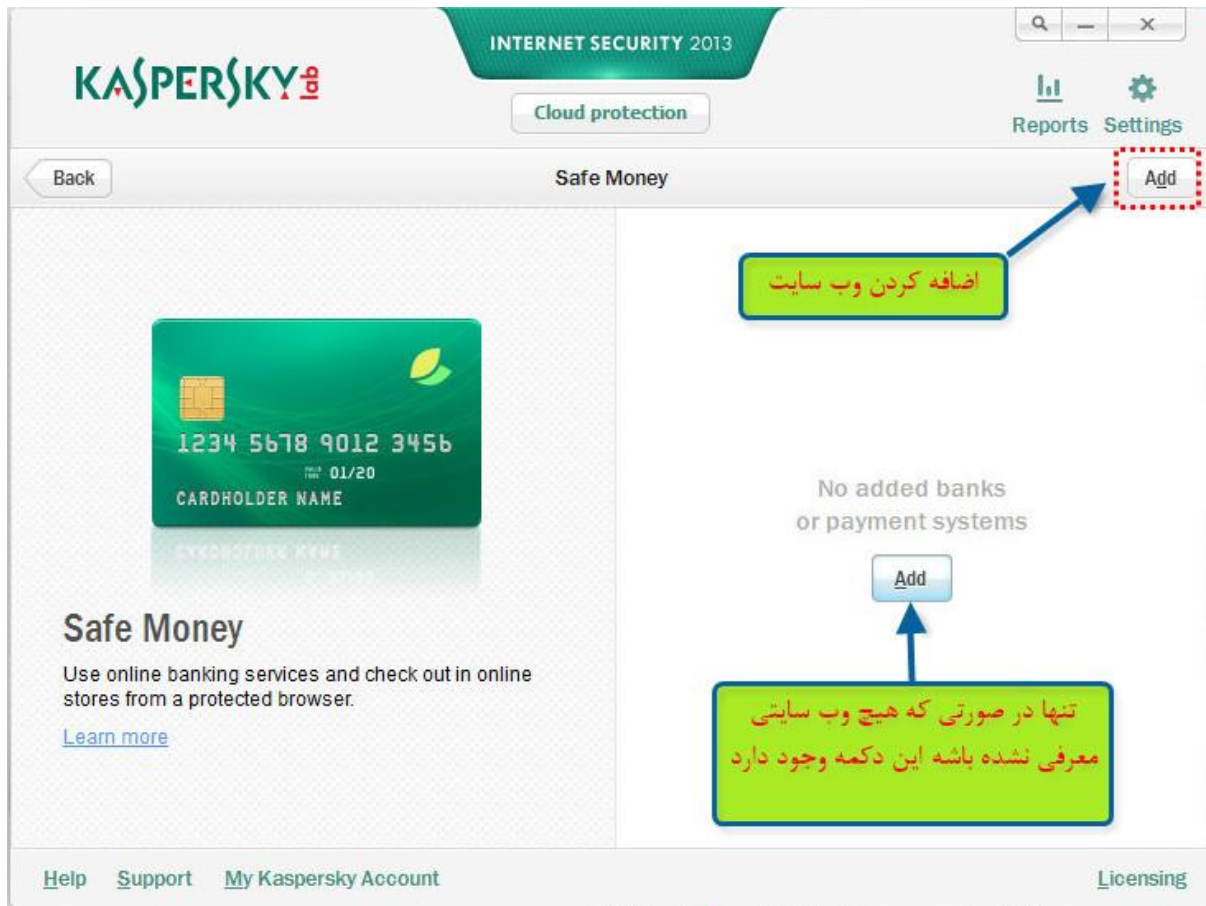 INTERNET SECURITY 2013
KASPERSKY lab
Cloud protection
Reports Settings
Back
Safe Money
Add
اضافه کردن وب سایت
1234 5678 9012 3456
01/20
CARDHOLDER NAME
No added banks
or payment systems
Add
Safe Money
Use online banking services and check out in online
stores from a protected browser.
Learn more
تنها در صورتی که هیچ وب سایتی
معرفی نشده باشه این دکمه وجود دارد
Help Support My Kaspersky Account
Licensing